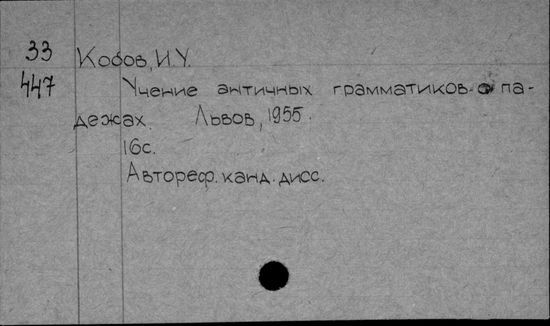 33 Кобов, И.У.
447 Учение античных грамматиков о па-
дежах. Львов, 1955.
16с.
Автореф. канд. дисс.